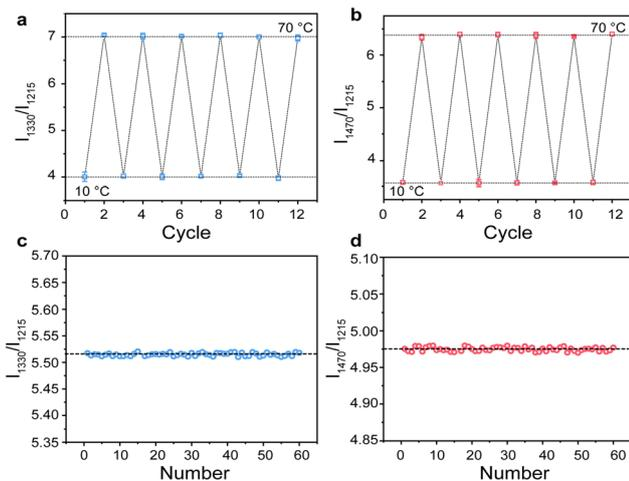 a
70 °C
7
6
5
4
10 °C
0 2 4 6 8 10 12
Cycle
I1330/I1215
b
70 °C
6
5
4
10 °C
0 2 4 6 8 10 12
Cycle
I1470/I1215
c
5.70
5.65
5.60
5.55
5.50
5.45
5.40
5.35
0 10 20 30 40 50 60
Number
I1330/I1215
d
5.10
5.05
5.00
4.95
4.90
4.85
0 10 20 30 40 50 60
Number
I1470/I1215